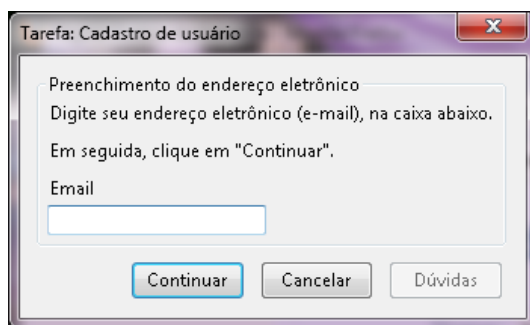 Tarefa: Cadastro de usuário
Preenchimento do endereço eletrônico
Digite seu endereço eletrônico (e-mail), na caixa abaixo.
Em seguida, clique em "Continuar".
Email
Continuar Cancelar Dúvidas